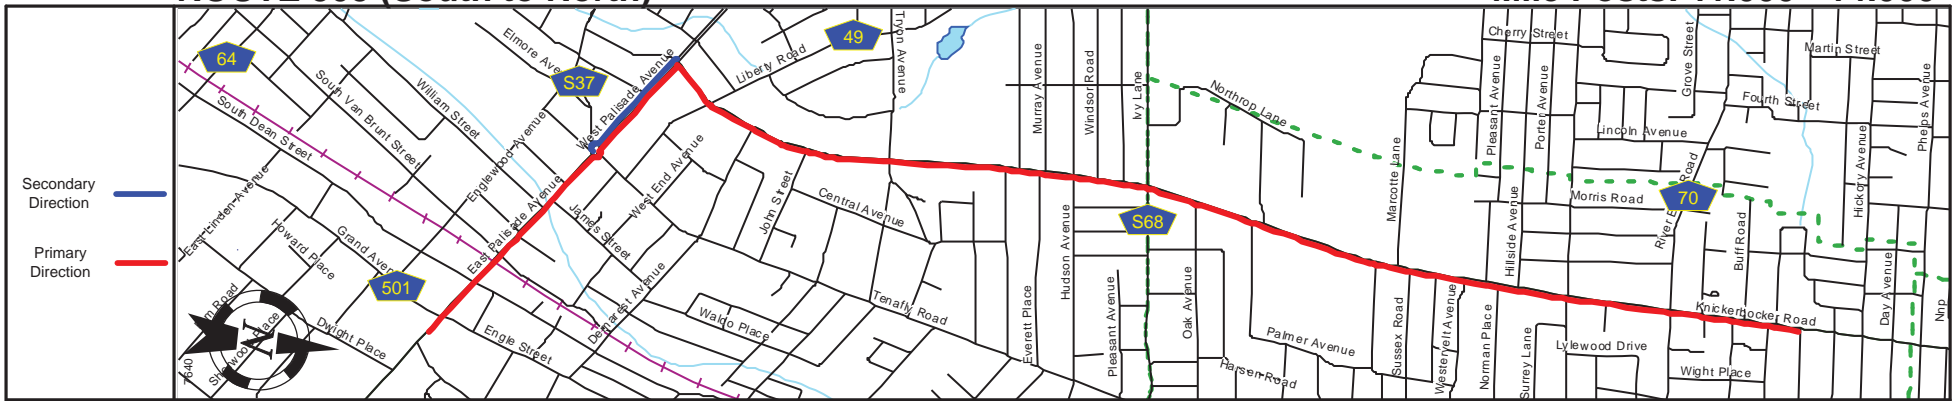 Secondary
Direction
Primary
Direction
64
Elmore Ave
S37
West Palisade Avenue
Liberty Road
49
Tryon Avenue
South Van Brunt Street
William Street
South Dean Street
Englewood Avenue
West End Avenue
East Linden Avenue
East Palisade Avenue
James Street
John Street
Central Avenue
Howard Place
Grand Aven
501
Dwight Place
Engle Street
Demarest Avenue
Waldo Place
Tenafly Road
N
7640
Murray Avenue
Windsor Road
Ivy Lane
Northrop Lane
S68
Hudson Avenue
Everett Place
Pleasant Avenue
Oak Avenue
Harsen Road
Palmer Avenue
Marcotte Lane
Sussex Road
Westervelt Avenue
Norman Place
Surrey Lane
Hillside Avenue
Cherry Street
Pleasant Avenue
Porter Avenue
Grove Street
Lincoln Avenue
Morris Road
70
Buff Road
Knickerbocker Road
Lylewood Drive
Wight Place
Martin Street
Fourth Street
Hickory Avenue
Phelps Avenue
Day Avenue